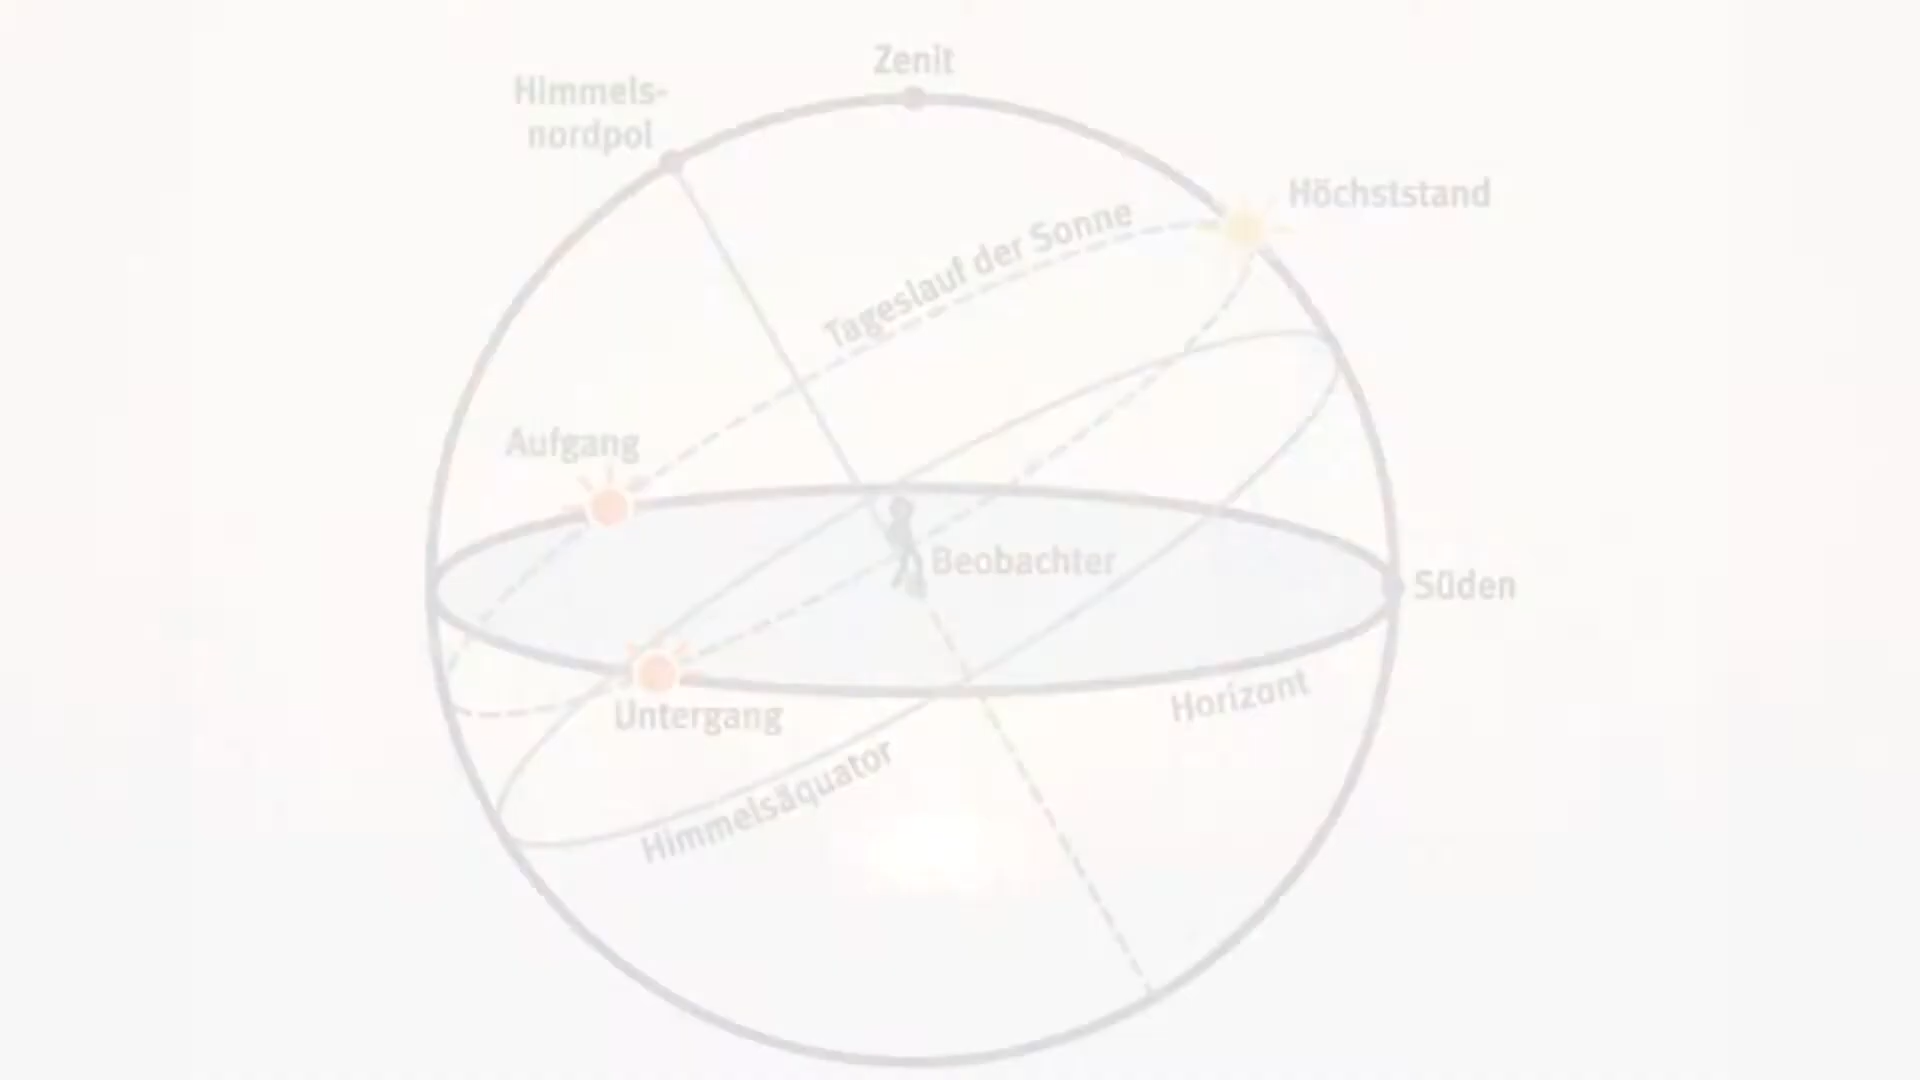 Zenit
Himmels-
nordpol
Höchststand
Tageslauf der Sonne
Aufgang
Beobachter
Süden
Horizont
Untergang
Himmelsäquator